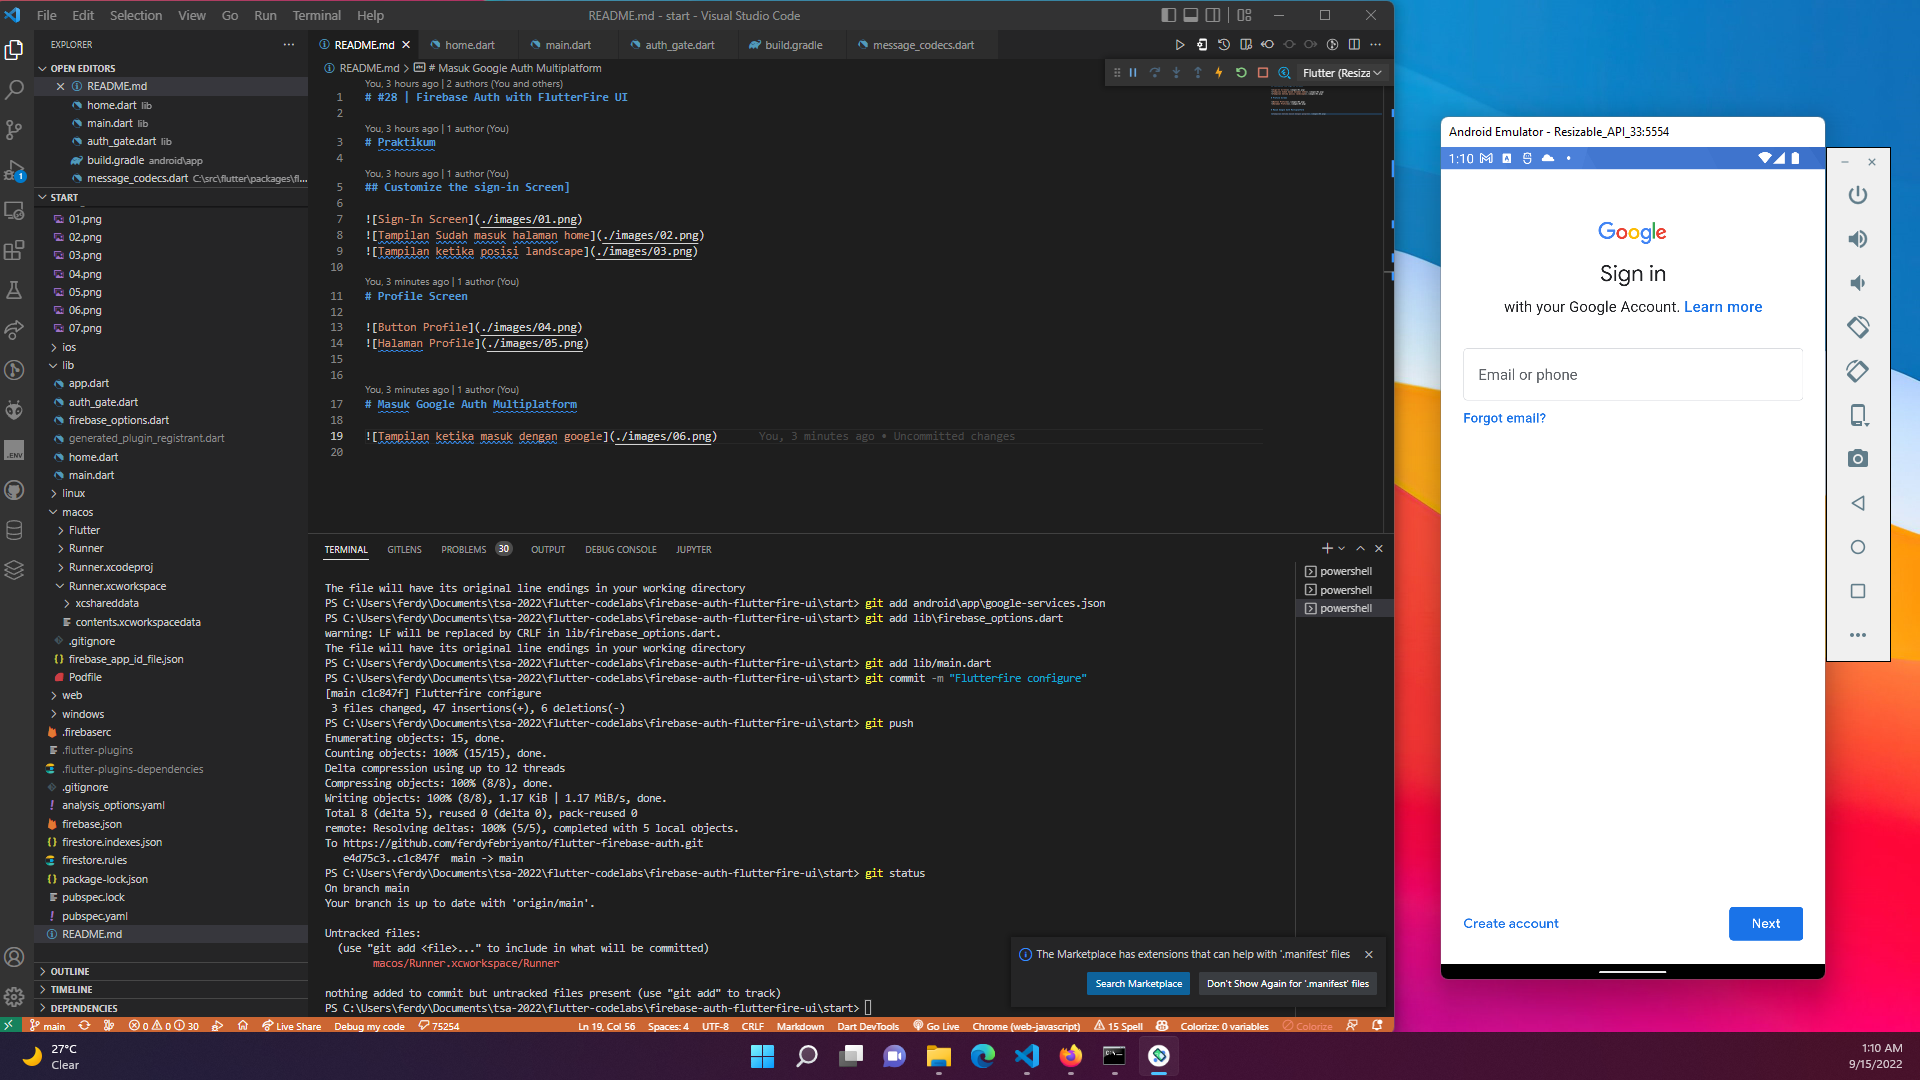 File Edit Selection View Go Run Terminal Help
README.md - start - Visual Studio Code
EXPLORER
OPEN EDITORS
README.md
home.dart lib
main.dart lib
auth_gate.dart lib
build.gradle android\app
message_codecs.dart C:\src\flutter\packages\fl...
START
01.png
02.png
03.png
04.png
05.png
06.png
07.png
ios
lib
app.dart
auth_gate.dart
firebase_options.dart
generated_plugin_registrant.dart
home.dart
main.dart
linux
macos
Flutter
Runner
Runner.xcodeproj
Runner.xcworkspace
xcshareddata
contents.xcworkspacedata
.gitignore
firebase_app_id_file.json
Podfile
web
windows
.firebaserc
.flutter-plugins
.flutter-plugins-dependencies
.gitignore
analysis_options.yaml
firebase.json
firestore.indexes.json
firestore.rules
package-lock.json
pubspec.lock
pubspec.yaml
README.md
OUTLINE
TIMELINE
DEPENDENCIES
README.md home.dart main.dart auth_gate.dart build.gradle message_codecs.dart
README.md > # Masuk Google Auth Multiplatform
Flutter (Resiza
You, 3 hours ago | 2 authors (You and others)
1 # #28 | Firebase Auth with FlutterFire UI
2
You, 3 hours ago | 1 author (You)
3 # Praktikum
4
You, 3 hours ago | 1 author (You)
5 ## Customize the sign-in Screen]
6
7 ![Sign-In Screen](./images/01.png)
8 ![Tampilan Sudah masuk halaman home](./images/02.png)
9 ![Tampilan ketika posisi landscape](./images/03.png)
10
You, 3 minutes ago | 1 author (You)
11 # Profile Screen
12
13 ![Button Profile](./images/04.png)
14 ![Halaman Profile](./images/05.png)
15
16
You, 3 minutes ago | 1 author (You)
17 # Masuk Google Auth Multiplatform
18
19 ![Tampilan ketika masuk dengan google](./images/06.png) You, 3 minutes ago • Uncommitted changes
20
TERMINAL GITLENS PROBLEMS 30 OUTPUT DEBUG CONSOLE JUPYTER
powershell
powershell
powershell
The file will have its original line endings in your working directory
PS C:\Users\ferdy\Documents\tsa-2022\flutter-codelabs\firebase-auth-flutterfire-ui\start> git add android\app\google-services.json
PS C:\Users\ferdy\Documents\tsa-2022\flutter-codelabs\firebase-auth-flutterfire-ui\start> git add lib\firebase_options.dart
warning: LF will be replaced by CRLF in lib/firebase_options.dart.
The file will have its original line endings in your working directory
PS C:\Users\ferdy\Documents\tsa-2022\flutter-codelabs\firebase-auth-flutterfire-ui\start> git add lib/main.dart
PS C:\Users\ferdy\Documents\tsa-2022\flutter-codelabs\firebase-auth-flutterfire-ui\start> git commit -m "Flutterfire configure"
[main c1c847f] Flutterfire configure
3 files changed, 47 insertions(+), 6 deletions(-)
PS C:\Users\ferdy\Documents\tsa-2022\flutter-codelabs\firebase-auth-flutterfire-ui\start> git push
Enumerating objects: 15, done.
Counting objects: 100% (15/15), done.
Delta compression using up to 12 threads
Compressing objects: 100% (8/8), done.
Writing objects: 100% (8/8), 1.17 KiB | 1.17 MiB/s, done.
Total 8 (delta 5), reused 0 (delta 0), pack-reused 0
remote: Resolving deltas: 100% (5/5), completed with 5 local objects.
To https://github.com/ferdyfebriyanto/flutter-firebase-auth.git
e4d75c3..c1c847f main -> main
PS C:\Users\ferdy\Documents\tsa-2022\flutter-codelabs\firebase-auth-flutterfire-ui\start> git status
On branch main
Your branch is up to date with 'origin/main'.
Untracked files:
(use "git add <file>..." to include in what will be committed)
macos/Runner.xcworkspace/Runner
nothing added to commit but untracked files present (use "git add" to track)
PS C:\Users\ferdy\Documents\tsa-2022\flutter-codelabs\firebase-auth-flutterfire-ui\start>
The Marketplace has extensions that can help with '.manifest' files
Search Marketplace Don't Show Again for '.manifest' files
main 0 0 30 Live Share Debug my code 75254 Ln 19, Col 56 Spaces: 4 UTF-8 CRLF Markdown Dart DevTools Go Live Chrome (web-javascript) 15 Spell Colorize: 0 variables Colorize
Android Emulator - Resizable_API_33:5554
1:10
Google
Sign in
with your Google Account. Learn more
Email or phone
Forgot email?
Create account Next
1
.ENV
27°C
Clear
1:10 AM
9/15/2022